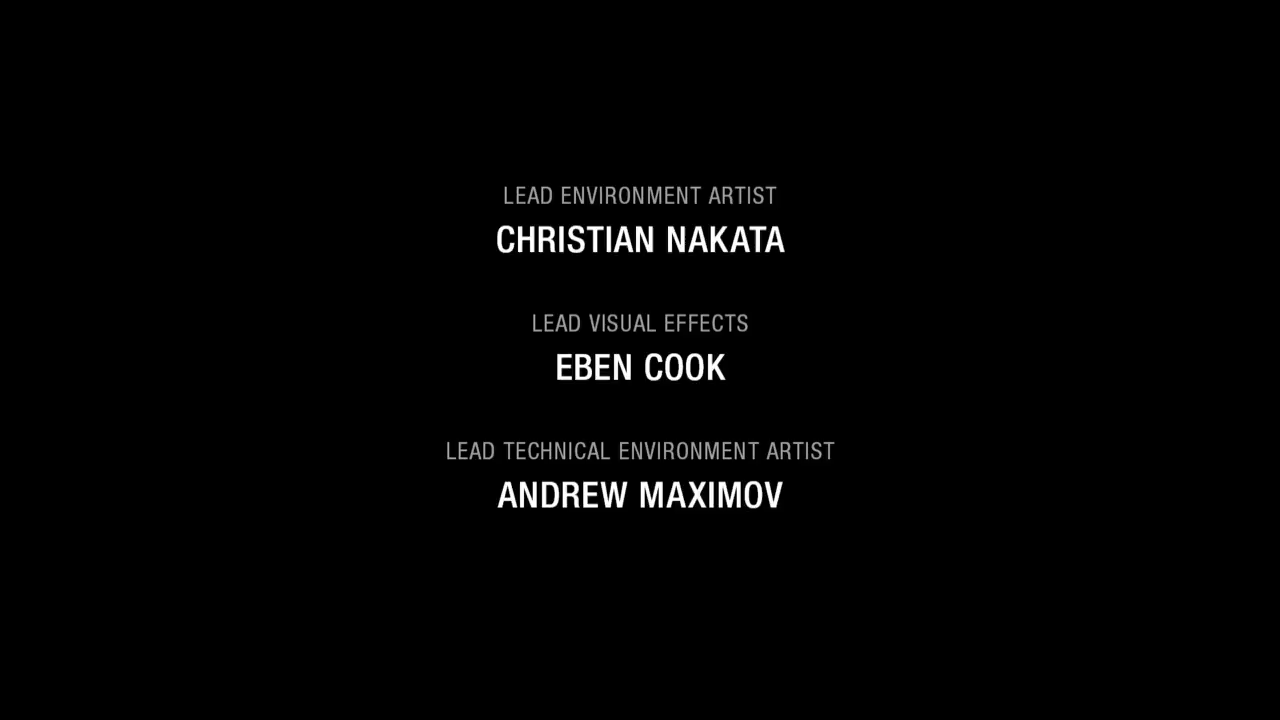 LEAD ENVIRONMENT ARTIST
CHRISTIAN NAKATA
LEAD VISUAL EFFECTS
EBEN COOK
LEAD TECHNICAL ENVIRONMENT ARTIST
ANDREW MAXIMOV